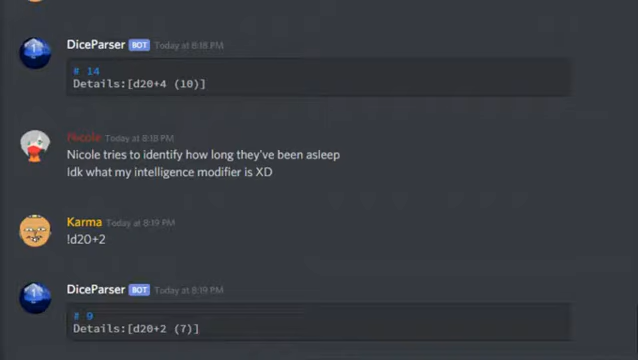 DiceParser BOT Today at 8:18 PM
# 14
Details:[d20+4 (10)]
Nicole Today at 8:18 PM
Nicole tries to identify how long they've been asleep
Idk what my intelligence modifier is XD
Karma Today at 8:19 PM
!d20+2
DiceParser BOT Today at 8:19 PM
# 9
Details:[d20+2 (7)]